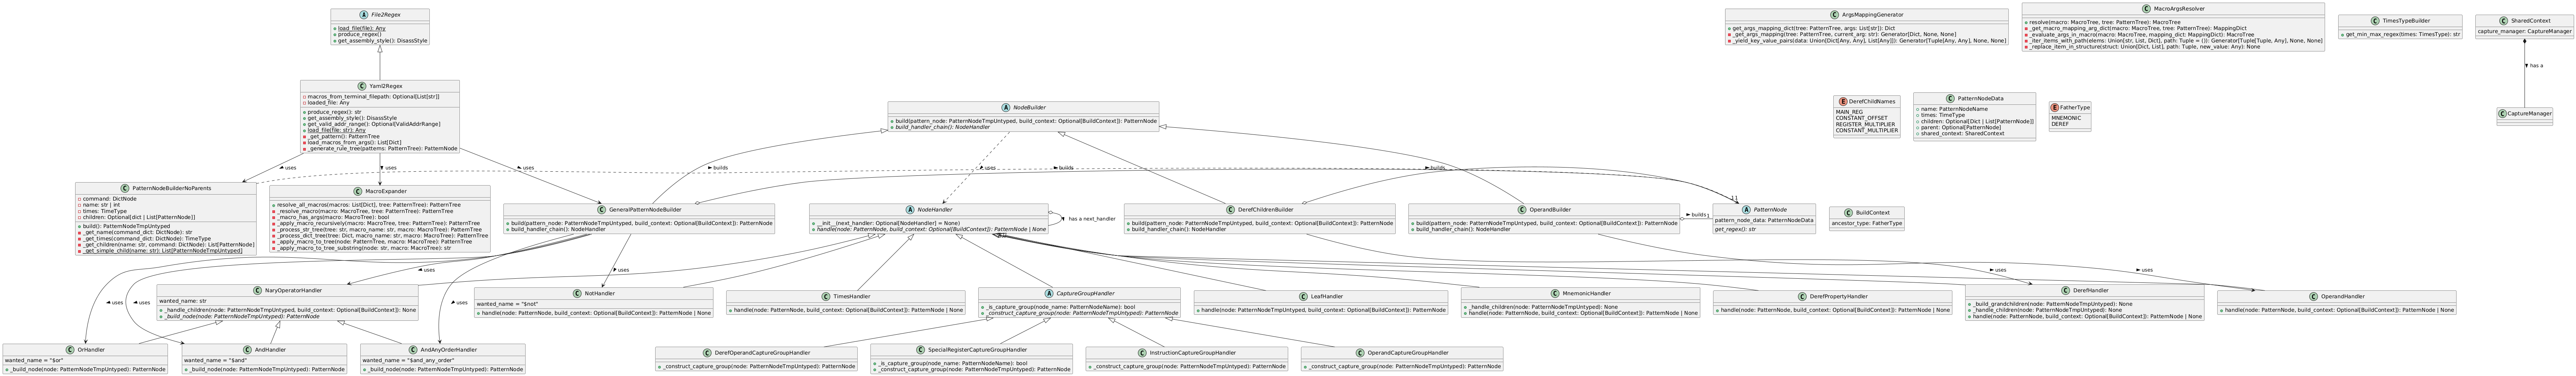 File2Regex
load_file(file): Any
produce_regex()
get_assembly_style(): DisassStyle
ArgsMappingGenerator
get_args_mapping_dict(tree: PatternTree, args: List[str]): Dict
_get_args_mapping(tree: PatternTree, current_arg: str): Generator[Dict, None, None]
_yield_key_value_pairs(data: Union[Dict[Any, Any], List[Any]]): Generator[Tuple[Any, Any], None, None]
MacroArgsResolver
resolve(macro: MacroTree, tree: PatternTree): MacroTree
_get_macro_mapping_arg_dict(macro: MacroTree, tree: PatternTree): MappingDict
_evaluate_args_in_macro(macro: MacroTree, mapping_dict: MappingDict): MacroTree
_iter_items_with_path(elems: Union[str, List, Dict], path: Tuple = ()): Generator[Tuple[Tuple, Any], None, None]
_replace_item_in_structure(struct: Union[Dict, List], path: Tuple, new_value: Any): None
TimesTypeBuilder
get_min_max_regex(times: TimesType): str
SharedContext
capture_manager: CaptureManager
has a
Yaml2Regex
macros_from_terminal_filepath: Optional[List[str]]
loaded_file: Any
produce_regex(): str
get_assembly_style(): DisassStyle
get_valid_addr_range(): Optional[ValidAddrRange]
load_file(file: str): Any
_get_pattern(): PatternTree
load_macros_from_args(): List[Dict]
_generate_rule_tree(patterns: PatternTree): PatternNode
NodeBuilder
build(pattern_node: PatternNodeTmpUntyped, build_context: Optional[BuildContext]): PatternNode
build_handler_chain(): NodeHandler
DerefChildNames
MAIN_REG
CONSTANT_OFFSET
REGISTER_MULTIPLIER
CONSTANT_MULTIPLIER
PatternNodeData
name: PatternNodeName
times: TimeType
children: Optional[Dict | List[PatternNode]]
parent: Optional[PatternNode]
shared_context: SharedContext
FatherType
MNEMONIC
DEREF
CaptureManager
uses
uses
uses
builds
uses
builds
builds
PatternNodeBuilderNoParents
command: DictNode
name: str | int
times: TimeType
children: Optional[dict | List[PatternNode]]
build(): PatternNodeTmpUntyped
_get_name(command_dict: DictNode): str
_get_times(command_dict: DictNode): TimeType
_get_children(name: str, command: DictNode): List[PatternNode]
_get_simple_child(name: str): List[PatternNodeTmpUntyped]
MacroExpander
resolve_all_macros(macros: List[Dict], tree: PatternTree): PatternTree
_resolve_macro(macro: MacroTree, tree: PatternTree): PatternTree
_macro_has_args(macro: MacroTree): bool
_apply_macro_recursively(macro: MacroTree, tree: PatternTree): PatternTree
_process_str_tree(tree: str, macro_name: str, macro: MacroTree): PatternTree
_process_dict_tree(tree: Dict, macro_name: str, macro: MacroTree): PatternTree
_apply_macro_to_tree(node: PatternTree, macro: MacroTree): PatternTree
_apply_macro_to_tree_substring(node: str, macro: MacroTree): str
GeneralPatternNodeBuilder
build(pattern_node: PatternNodeTmpUntyped, build_context: Optional[BuildContext]): PatternNode
build_handler_chain(): NodeHandler
NodeHandler
__init__(next_handler: Optional[NodeHandler] = None)
handle(node: PatternNode, build_context: Optional[BuildContext]): PatternNode | None
has a next_handler
DerefChildrenBuilder
build(pattern_node: PatternNodeTmpUntyped, build_context: Optional[BuildContext]): PatternNode
build_handler_chain(): NodeHandler
OperandBuilder
build(pattern_node: PatternNodeTmpUntyped, build_context: Optional[BuildContext]): PatternNode
build_handler_chain(): NodeHandler
builds
PatternNode
pattern_node_data: PatternNodeData
get_regex(): str
BuildContext
ancestor_type: FatherType
uses
uses
uses
uses
uses
uses
uses
NaryOperatorHandler
wanted_name: str
_handle_children(node: PatternNodeTmpUntyped, build_context: Optional[BuildContext]): None
_build_node(node: PatternNodeTmpUntyped): PatternNode
NotHandler
wanted_name = "$not"
handle(node: PatternNode, build_context: Optional[BuildContext]): PatternNode | None
TimesHandler
handle(node: PatternNode, build_context: Optional[BuildContext]): PatternNode | None
CaptureGroupHandler
_is_capture_group(node_name: PatternNodeName): bool
_construct_capture_group(node: PatternNodeTmpUntyped): PatternNode
LeafHandler
handle(node: PatternNodeTmpUntyped, build_context: Optional[BuildContext]): PatternNode
MnemonicHandler
_handle_children(node: PatternNodeTmpUntyped): None
handle(node: PatternNode, build_context: Optional[BuildContext]): PatternNode | None
DerefPropertyHandler
handle(node: PatternNode, build_context: Optional[BuildContext]): PatternNode | None
DerefHandler
_build_grandchildren(node: PatternNodeTmpUntyped): None
_handle_children(node: PatternNodeTmpUntyped): None
handle(node: PatternNode, build_context: Optional[BuildContext]): PatternNode | None
OperandHandler
handle(node: PatternNode, build_context: Optional[BuildContext]): PatternNode | None
OrHandler
wanted_name = "$or"
_build_node(node: PatternNodeTmpUntyped): PatternNode
AndHandler
wanted_name = "$and"
_build_node(node: PatternNodeTmpUntyped): PatternNode
AndAnyOrderHandler
wanted_name = "$and_any_order"
_build_node(node: PatternNodeTmpUntyped): PatternNode
DerefOperandCaptureGroupHandler
_construct_capture_group(node: PatternNodeTmpUntyped): PatternNode
SpecialRegisterCaptureGroupHandler
_is_capture_group(node_name: PatternNodeName): bool
_construct_capture_group(node: PatternNodeTmpUntyped): PatternNode
InstructionCaptureGroupHandler
_construct_capture_group(node: PatternNodeTmpUntyped): PatternNode
OperandCaptureGroupHandler
_construct_capture_group(node: PatternNodeTmpUntyped): PatternNode